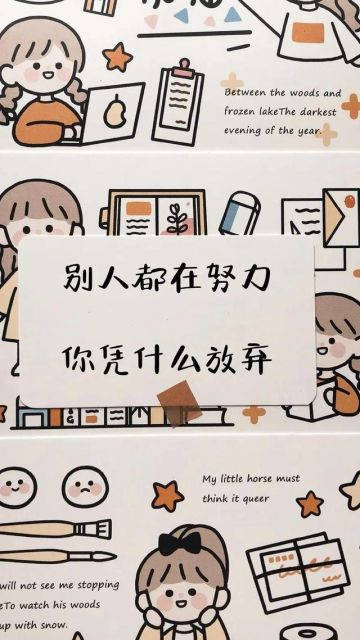 Between the woods and
frozen lakeThe darkest
evening of the year.
别人都在努力
你凭什么放弃
My little horse must
think it queer
will not see me stopping
eTo watch his woods
up with snow.